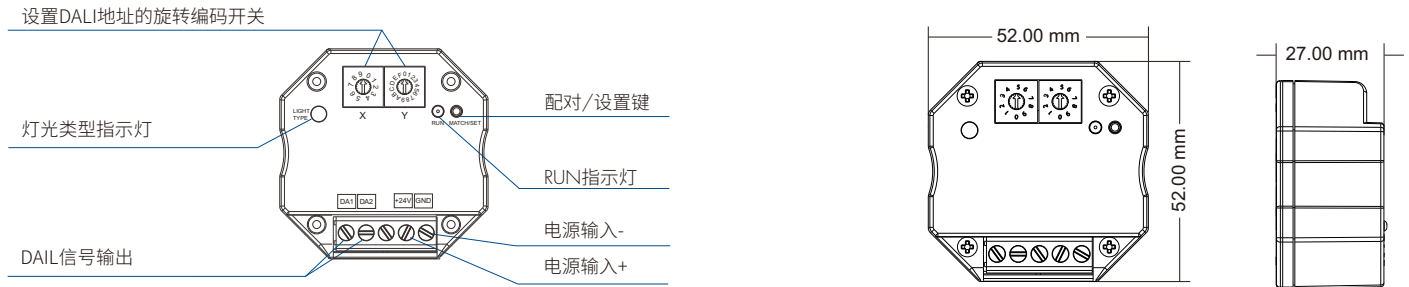 设置DALI地址的旋转编码开关
灯光类型指示灯
DAIL信号输出
LIGHT
TYPE
X
Y
RUN
MATCH/SET
DA1
DA2
+24V
GND
配对/设置键
RUN指示灯
电源输入-
电源输入+
52.00 mm
52.00 mm
27.00 mm